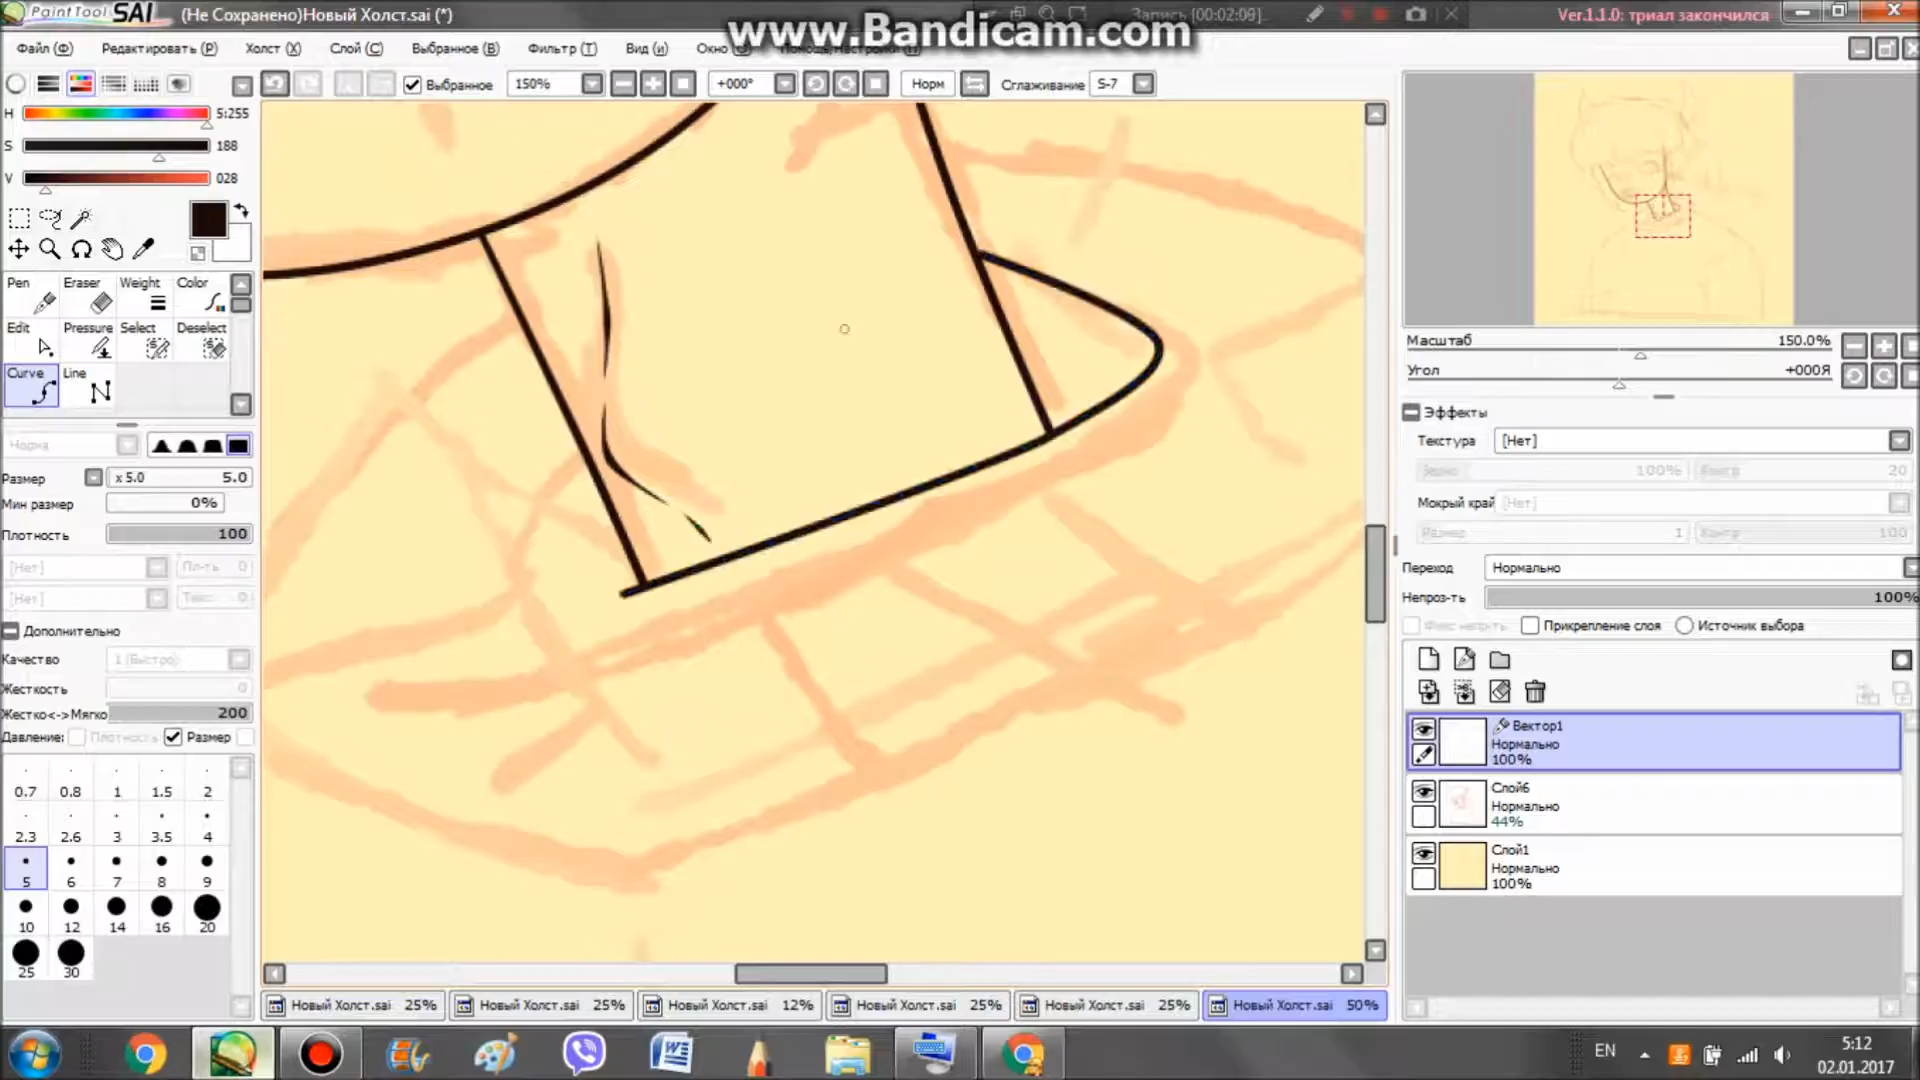 PaintTool SAI (Не Сохранено)Новый Холст.sai (*)
www.Bandicam.com
Запись [00:02:09]
Ver.1.1.0: триал закончился
Файл (Ф) Редактировать (P) Холст (X) Слой (C) Выбранное (B) Фильтр (T) Вид (и) Окно
Выбранное 150% +000° Норм Сглаживание S-7
H 5:255
S 188
V 028
Pen Eraser Weight Color
Edit Pressure Select Deselect
Curve Line
Норма
Размер x 5.0 5.0
Мин размер 0%
Плотность 100
[Нет] Пл-ть 0
[Нет] Текс 0
Дополнительно
Качество 1 (Быстро)
Жесткость 0
Жестко<->Мягко 200
Давление: Плотность Размер
0.7 0.8 1 1.5 2
2.3 2.6 3 3.5 4
5 6 7 8 9
10 12 14 16 20
25 30
Масштаб 150.0%
Угол +000Я
Эффекты
Текстура [Нет]
Зерно 100% Контр 20
Мокрый край [Нет]
Размер 1 Контр 100
Переход Нормально
Непроз-ть 100%
Фикс непр-ть Прикрепление слоя Источник выбора
Вектор1
Нормально
100%
Слой6
Нормально
44%
Слой1
Нормально
100%
Новый Холст.sai 25% Новый Холст.sai 25% Новый Холст.sai 12% Новый Холст.sai 25% Новый Холст.sai 25% Новый Холст.sai 50%
EN 5:12
02.01.2017